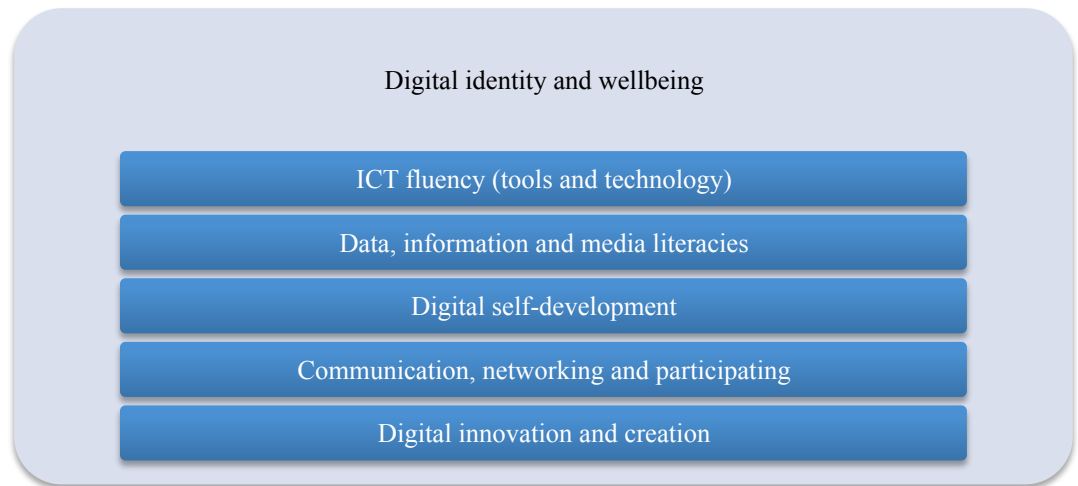 Digital identity and wellbeing
ICT fluency (tools and technology)
Data, information and media literacies
Digital self-development
Communication, networking and participating
Digital innovation and creation